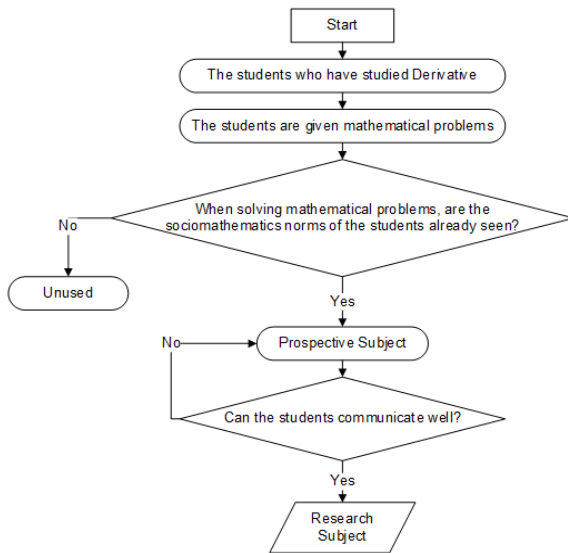 Start
The students who have studied Derivative
The students are given mathematical problems
When solving mathematical problems, are the
sociomathematics norms of the students already seen?
No
Unused
Yes
No
Prospective Subject
Can the students communicate well?
Yes
Research
Subject